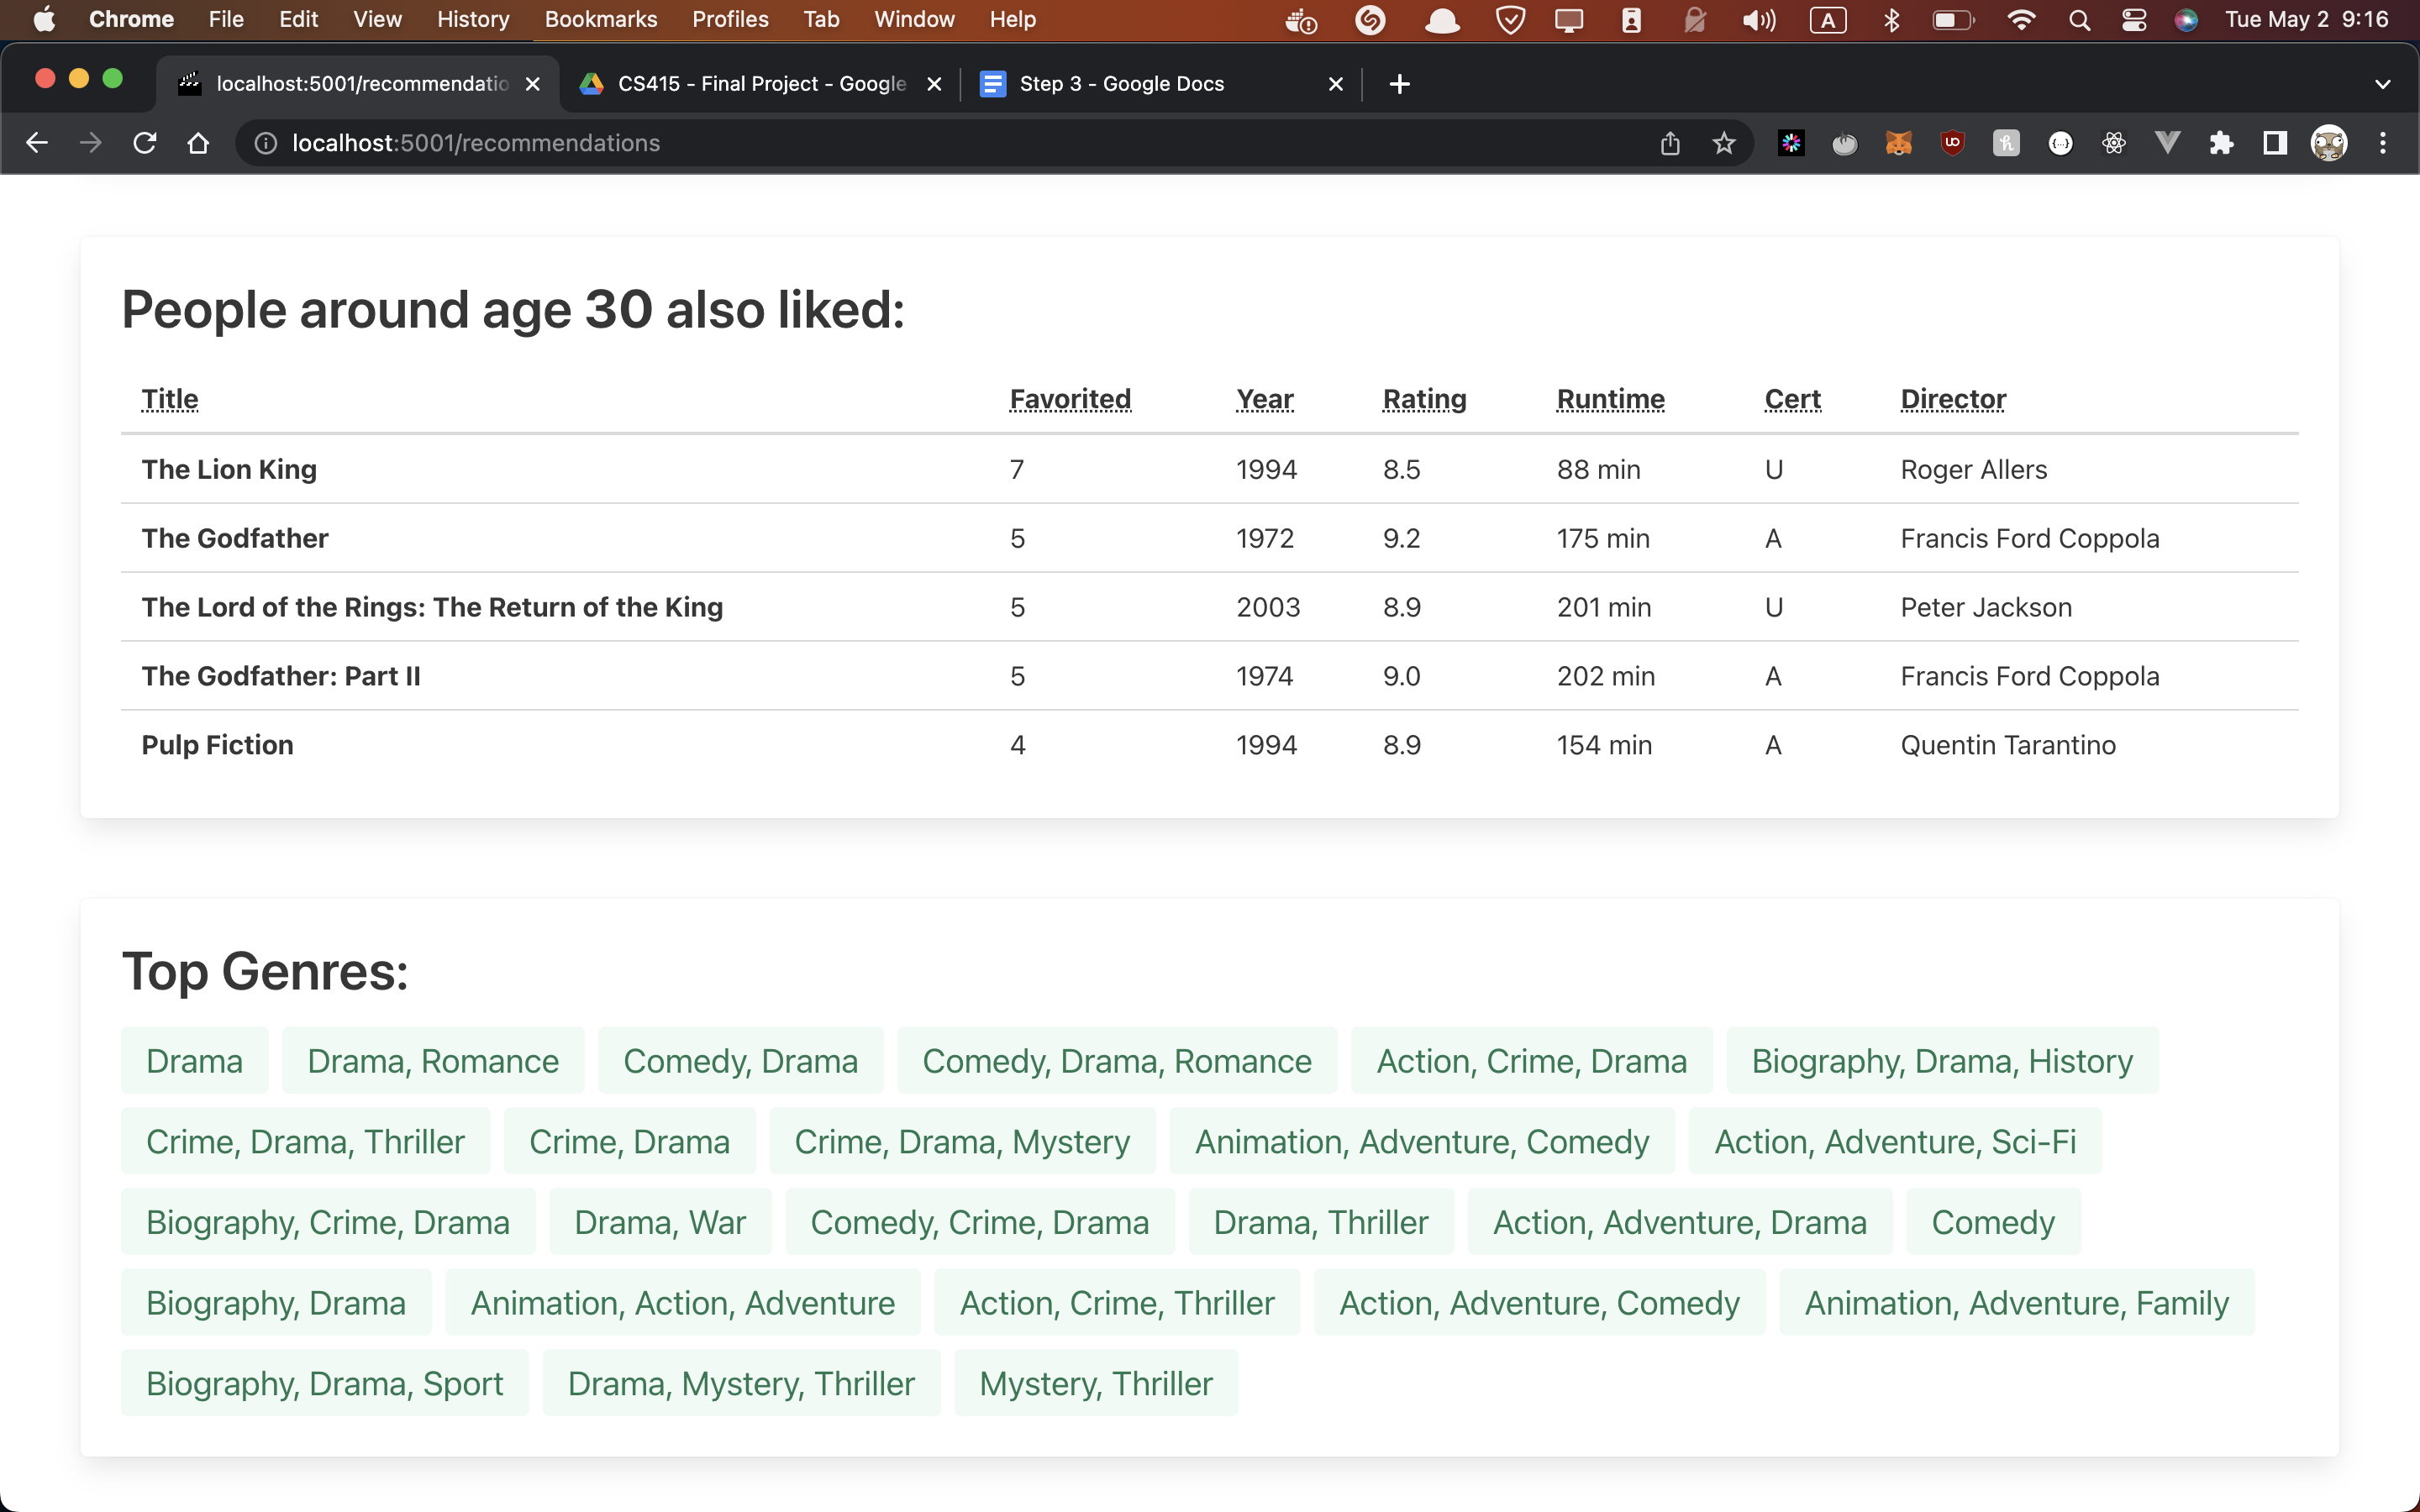 Chrome File Edit View History Bookmarks Profiles Tab Window Help A Tue May 2 9:16
localhost:5001/recommendatio CS415 - Final Project - Google Step 3 - Google Docs
localhost:5001/recommendations
People around age 30 also liked:
Title Favorited Year Rating Runtime Cert Director
The Lion King 7 1994 8.5 88 min U Roger Allers
The Godfather 5 1972 9.2 175 min A Francis Ford Coppola
The Lord of the Rings: The Return of the King 5 2003 8.9 201 min U Peter Jackson
The Godfather: Part II 5 1974 9.0 202 min A Francis Ford Coppola
Pulp Fiction 4 1994 8.9 154 min A Quentin Tarantino
Top Genres:
Drama Drama, Romance Comedy, Drama Comedy, Drama, Romance Action, Crime, Drama Biography, Drama, History
Crime, Drama, Thriller Crime, Drama Crime, Drama, Mystery Animation, Adventure, Comedy Action, Adventure, Sci-Fi
Biography, Crime, Drama Drama, War Comedy, Crime, Drama Drama, Thriller Action, Adventure, Drama Comedy
Biography, Drama Animation, Action, Adventure Action, Crime, Thriller Action, Adventure, Comedy Animation, Adventure, Family
Biography, Drama, Sport Drama, Mystery, Thriller Mystery, Thriller